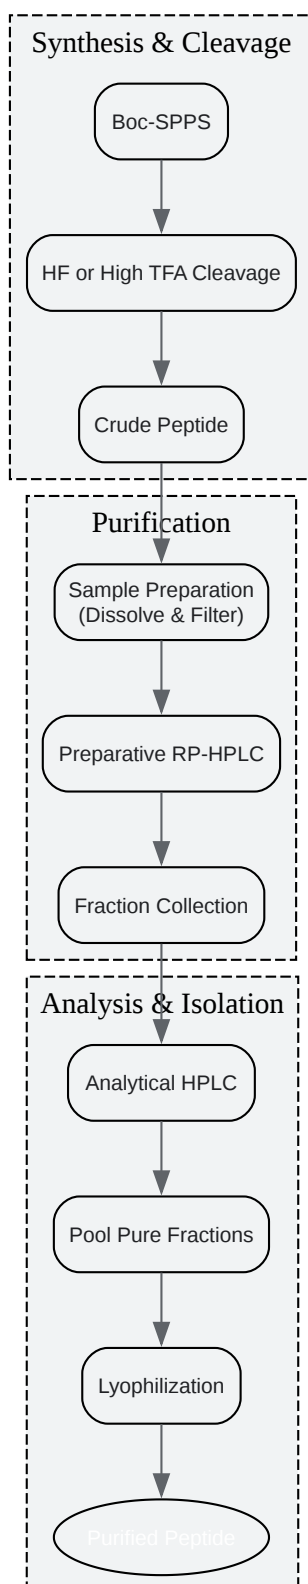 Synthesis & Cleavage
Boc-SPPS
HF or High TFA Cleavage
Crude Peptide
Purification
Sample Preparation
(Dissolve & Filter)
Preparative RP-HPLC
Fraction Collection
Analysis & Isolation
Analytical HPLC
Pool Pure Fractions
Lyophilization
Purified Peptide